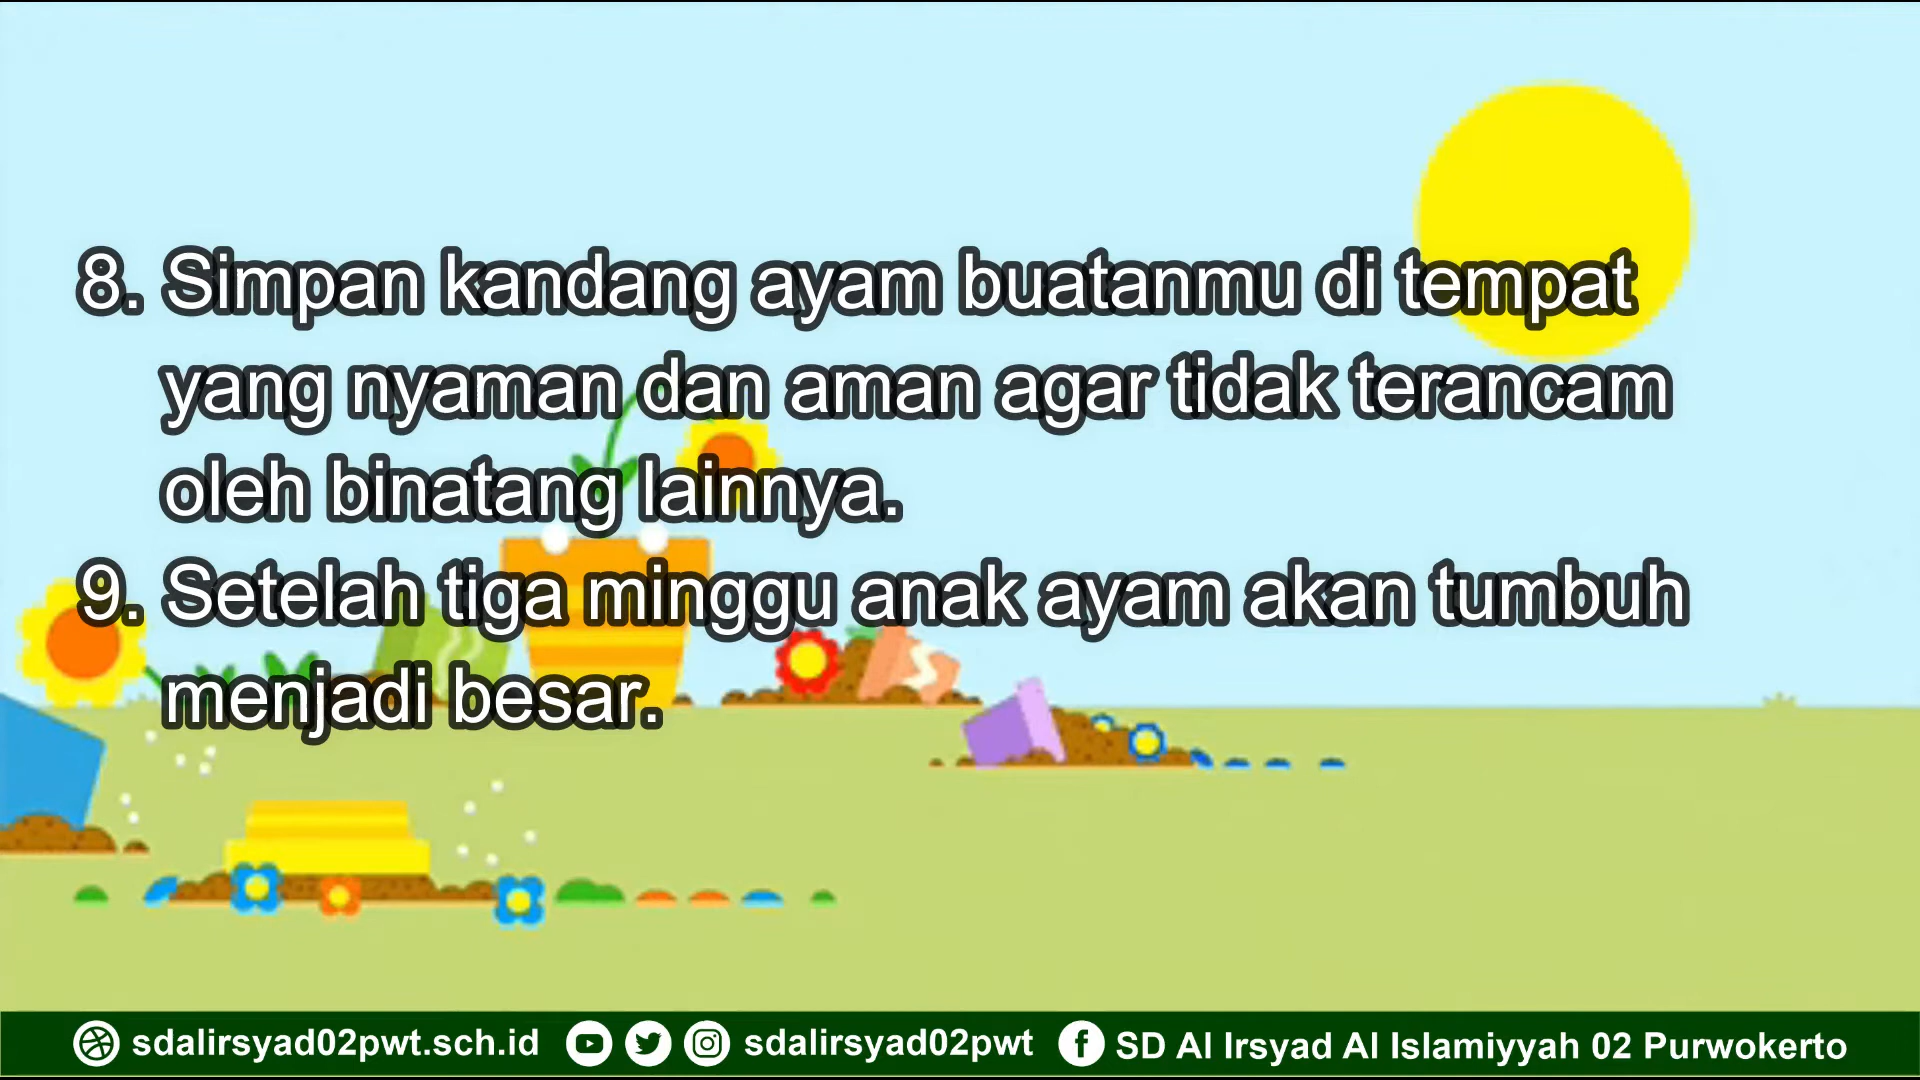 8. Simpan kandang ayam buatanmu di tempat
yang nyaman dan aman agar tidak terancam
oleh binatang lainnya.
9. Setelah tiga minggu anak ayam akan tumbuh
menjadi besar.
sdalirsyad02pwt.sch.id sdalirsyad02pwt SD Al Irsyad Al Islamiyyah 02 Purwokerto